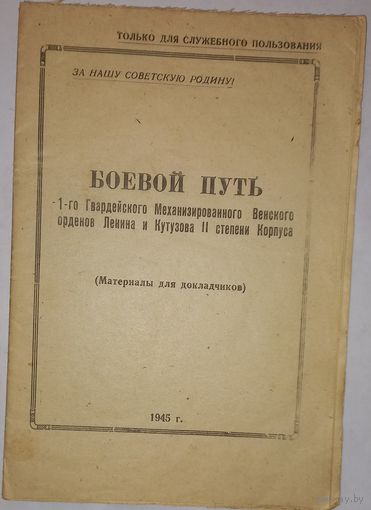 ТОЛЬКО ДЛЯ СЛУЖЕБНОГО ПОЛЬЗОВАНИЯ
ЗА НАШУ СОВЕТСКУЮ РОДИНУ!
БОЕВОЙ ПУТЬ
1-го Гвардейского Механизированного Венского
орденов Ленина и Кутузова II степени Корпуса
(Материалы для докладчиков)
1945 г.